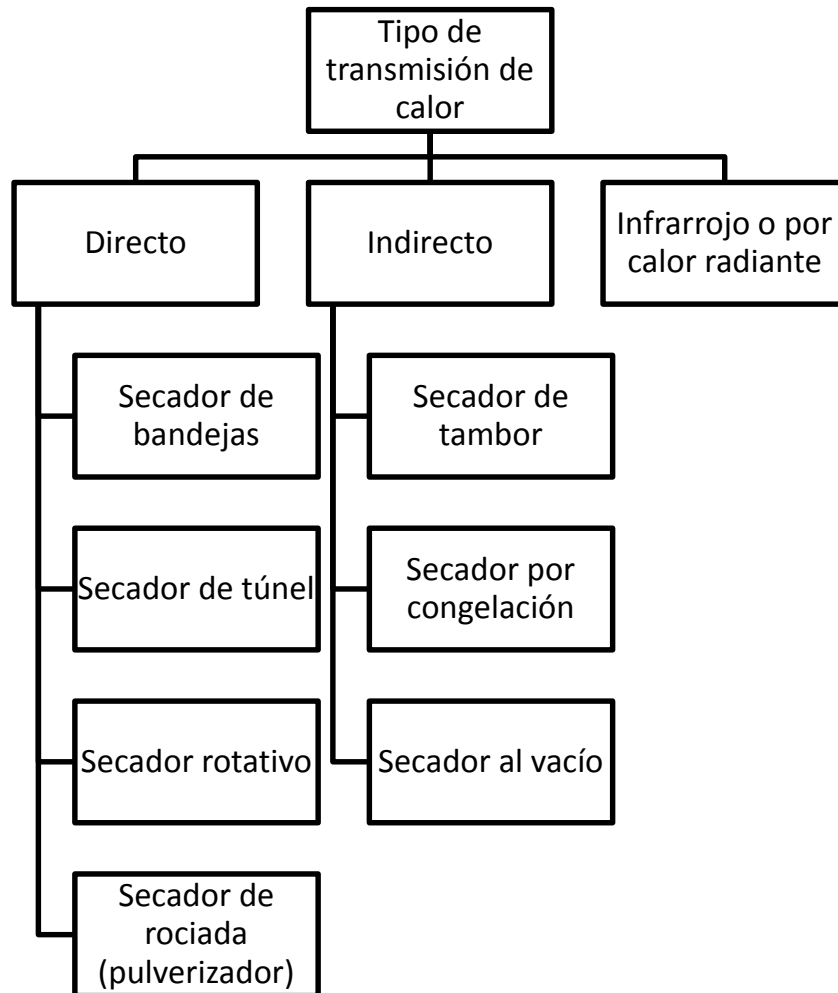 Tipo de
transmisión de
calor
Directo
Indirecto
Infrarrojo o por
calor radiante
Secador de
bandejas
Secador de
tambor
Secador de túnel
Secador por
congelación
Secador rotativo
Secador al vacío
Secador de
rociada
(pulverizador)